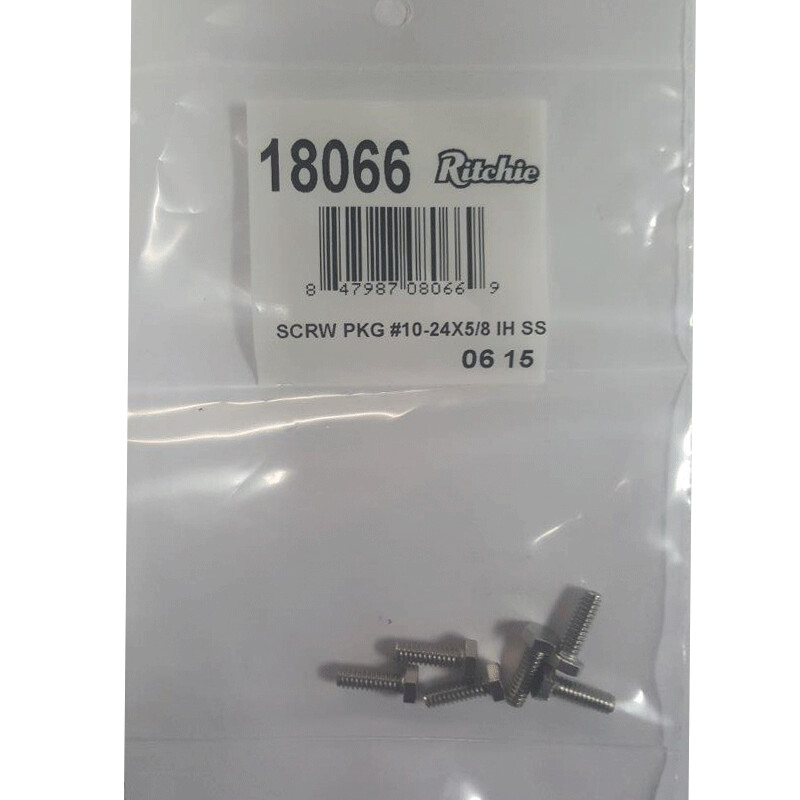 18066 Ritchie
8 47987 08066 9
SCRW PKG #10-24X5/8 IH SS
06 15